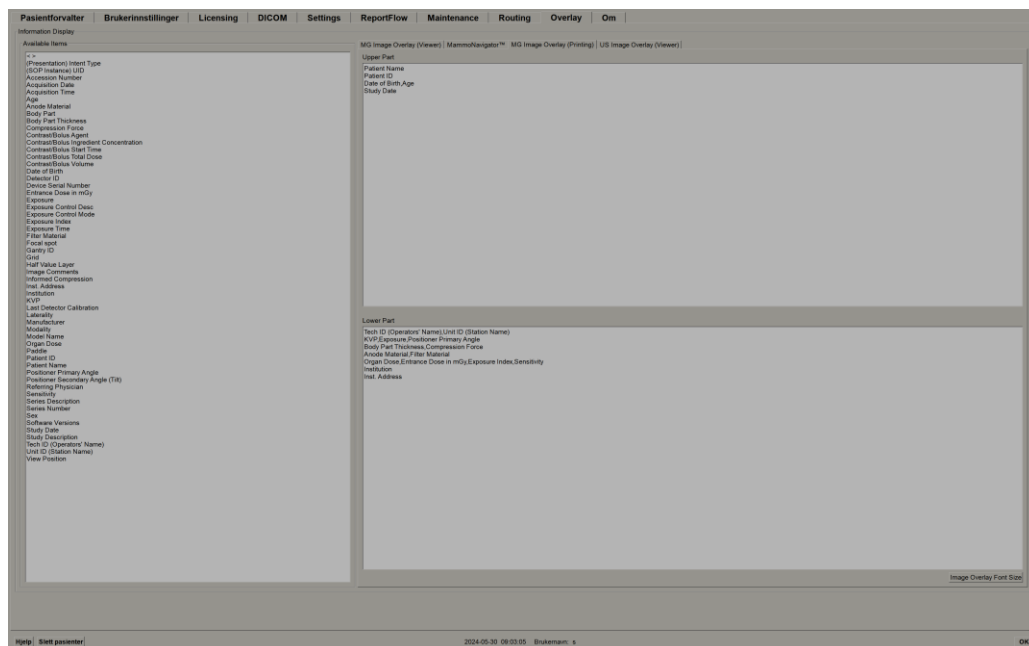 Pasientforvalter Brukerinnstillinger Licensing DICOM Settings ReportFlow Maintenance Routing Overlay Om
Information Display
Available Items
< >
(Presentation) Intent Type
(SOP Instance) UID
Accession Number
Acquisition Date
Acquisition Time
Age
Anode Material
Body Part
Body Part Thickness
Compression Force
Contrast/Bolus Agent
Contrast/Bolus Ingredient Concentration
Contrast/Bolus Start Time
Contrast/Bolus Total Dose
Contrast/Bolus Volume
Date of Birth
Detector ID
Device Serial Number
Entrance Dose in mGy
Exposure
Exposure Control Desc
Exposure Control Mode
Exposure Index
Exposure Time
Filter Material
Focal spot
Gantry ID
Grid
Half Value Layer
Image Comments
Informed Compression
Inst. Address
Institution
KVP
Last Detector Calibration
Laterality
Manufacturer
Modality
Model Name
Organ Dose
Paddle
Patient ID
Patient Name
Positioner Primary Angle
Positioner Secondary Angle (Tilt)
Referring Physician
Sensitivity
Series Description
Series Number
Sex
Software Versions
Study Date
Study Description
Tech ID (Operators' Name)
Unit ID (Station Name)
View Position
MG Image Overlay (Viewer) MammoNavigator™ MG Image Overlay (Printing) US Image Overlay (Viewer)
Upper Part
Patient Name
Patient ID
Date of Birth,Age
Study Date
Lower Part
Tech ID (Operators' Name),Unit ID (Station Name)
KVP,Exposure,Positioner Primary Angle
Body Part Thickness,Compression Force
Anode Material,Filter Material
Organ Dose,Entrance Dose in mGy,Exposure Index,Sensitivity
Institution
Inst. Address
Image Overlay Font Size
Hjelp Slett pasienter 2024-05-30 09:03:05 Brukernavn: s OK